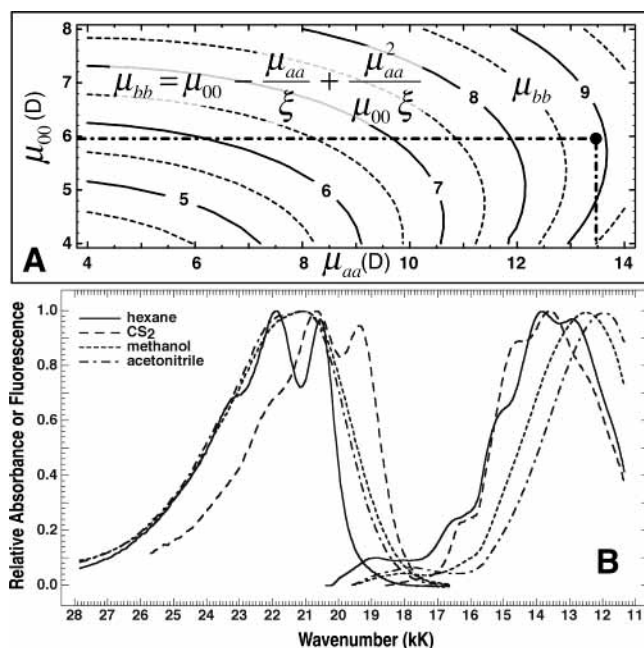 8
7
6
5
4
μ00 (D)
μbb = μ00 − μaa/ξ + μ²aa/(μ00 ξ)
μbb
5
6
7
8
9
A
4
6
8
10
12
14
μaa(D)
Relative Absorbance or Fluorescence
1.0
0.8
0.6
0.4
0.2
0.0
hexane
CS2
methanol
acetonitrile
B
28 27 26 25 24 23 22 21 20 19 18 17 16 15 14 13 12 11
Wavenumber (kK)